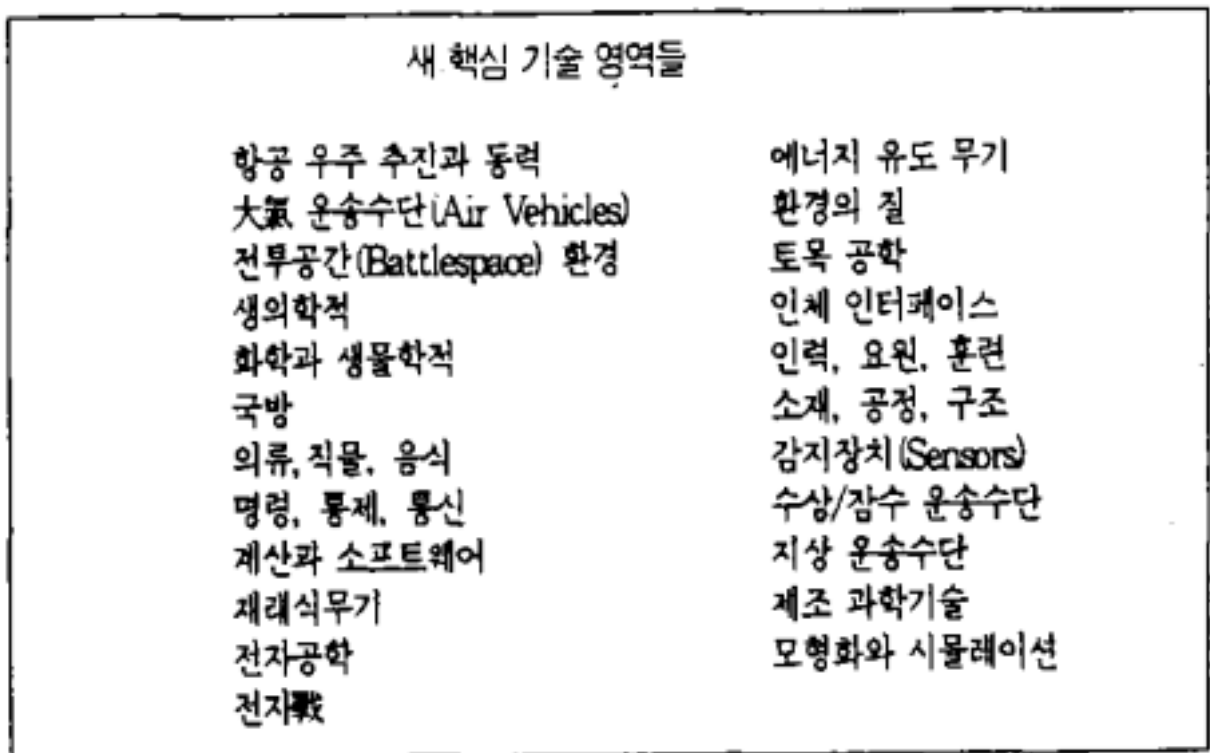 새 핵심 기술 영역들
항공 우주 추진과 동력
大氣 운송수단(Air Vehicles)
전투공간(Battlespace) 환경
생의학적
화학과 생물학적
국방
의류, 직물, 음식
명령, 통제, 통신
계산과 소프트웨어
재래식무기
전자공학
전자戰
에너지 유도 무기
환경의 질
토목 공학
인체 인터페이스
인력, 요원, 훈련
소재, 공정, 구조
감지장치(Sensors)
수상/잠수 운송수단
지상 운송수단
제조 과학기술
모형화와 시뮬레이션